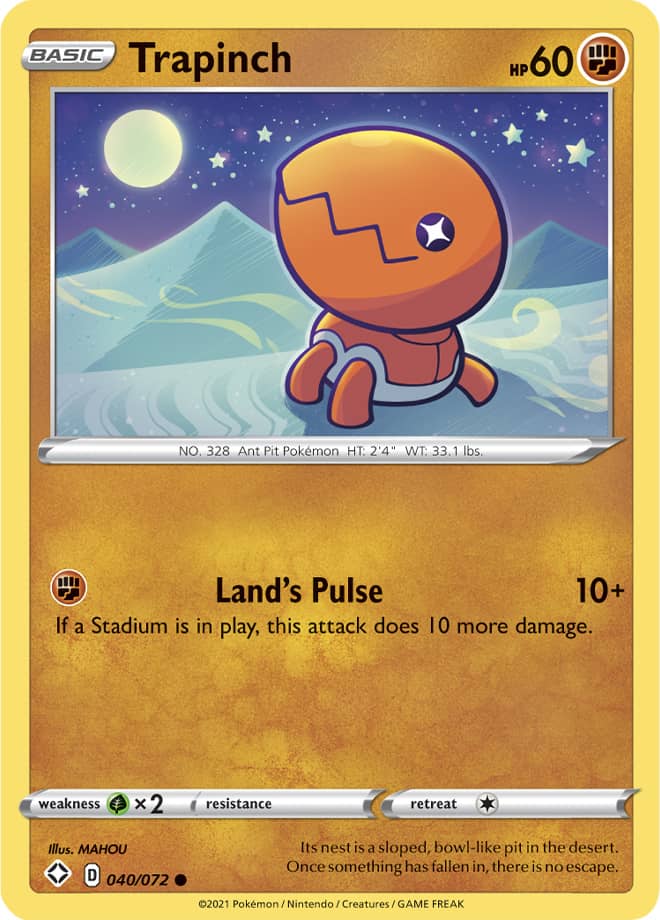 BASIC Trapinch HP60
NO. 328 Ant Pit Pokémon HT: 2'4" WT: 33.1 lbs.
Land's Pulse 10+
If a Stadium is in play, this attack does 10 more damage.
weakness ×2 resistance retreat
Illus. MAHOU
Its nest is a sloped, bowl-like pit in the desert.
Once something has fallen in, there is no escape.
D 040/072
©2021 Pokémon / Nintendo / Creatures / GAME FREAK